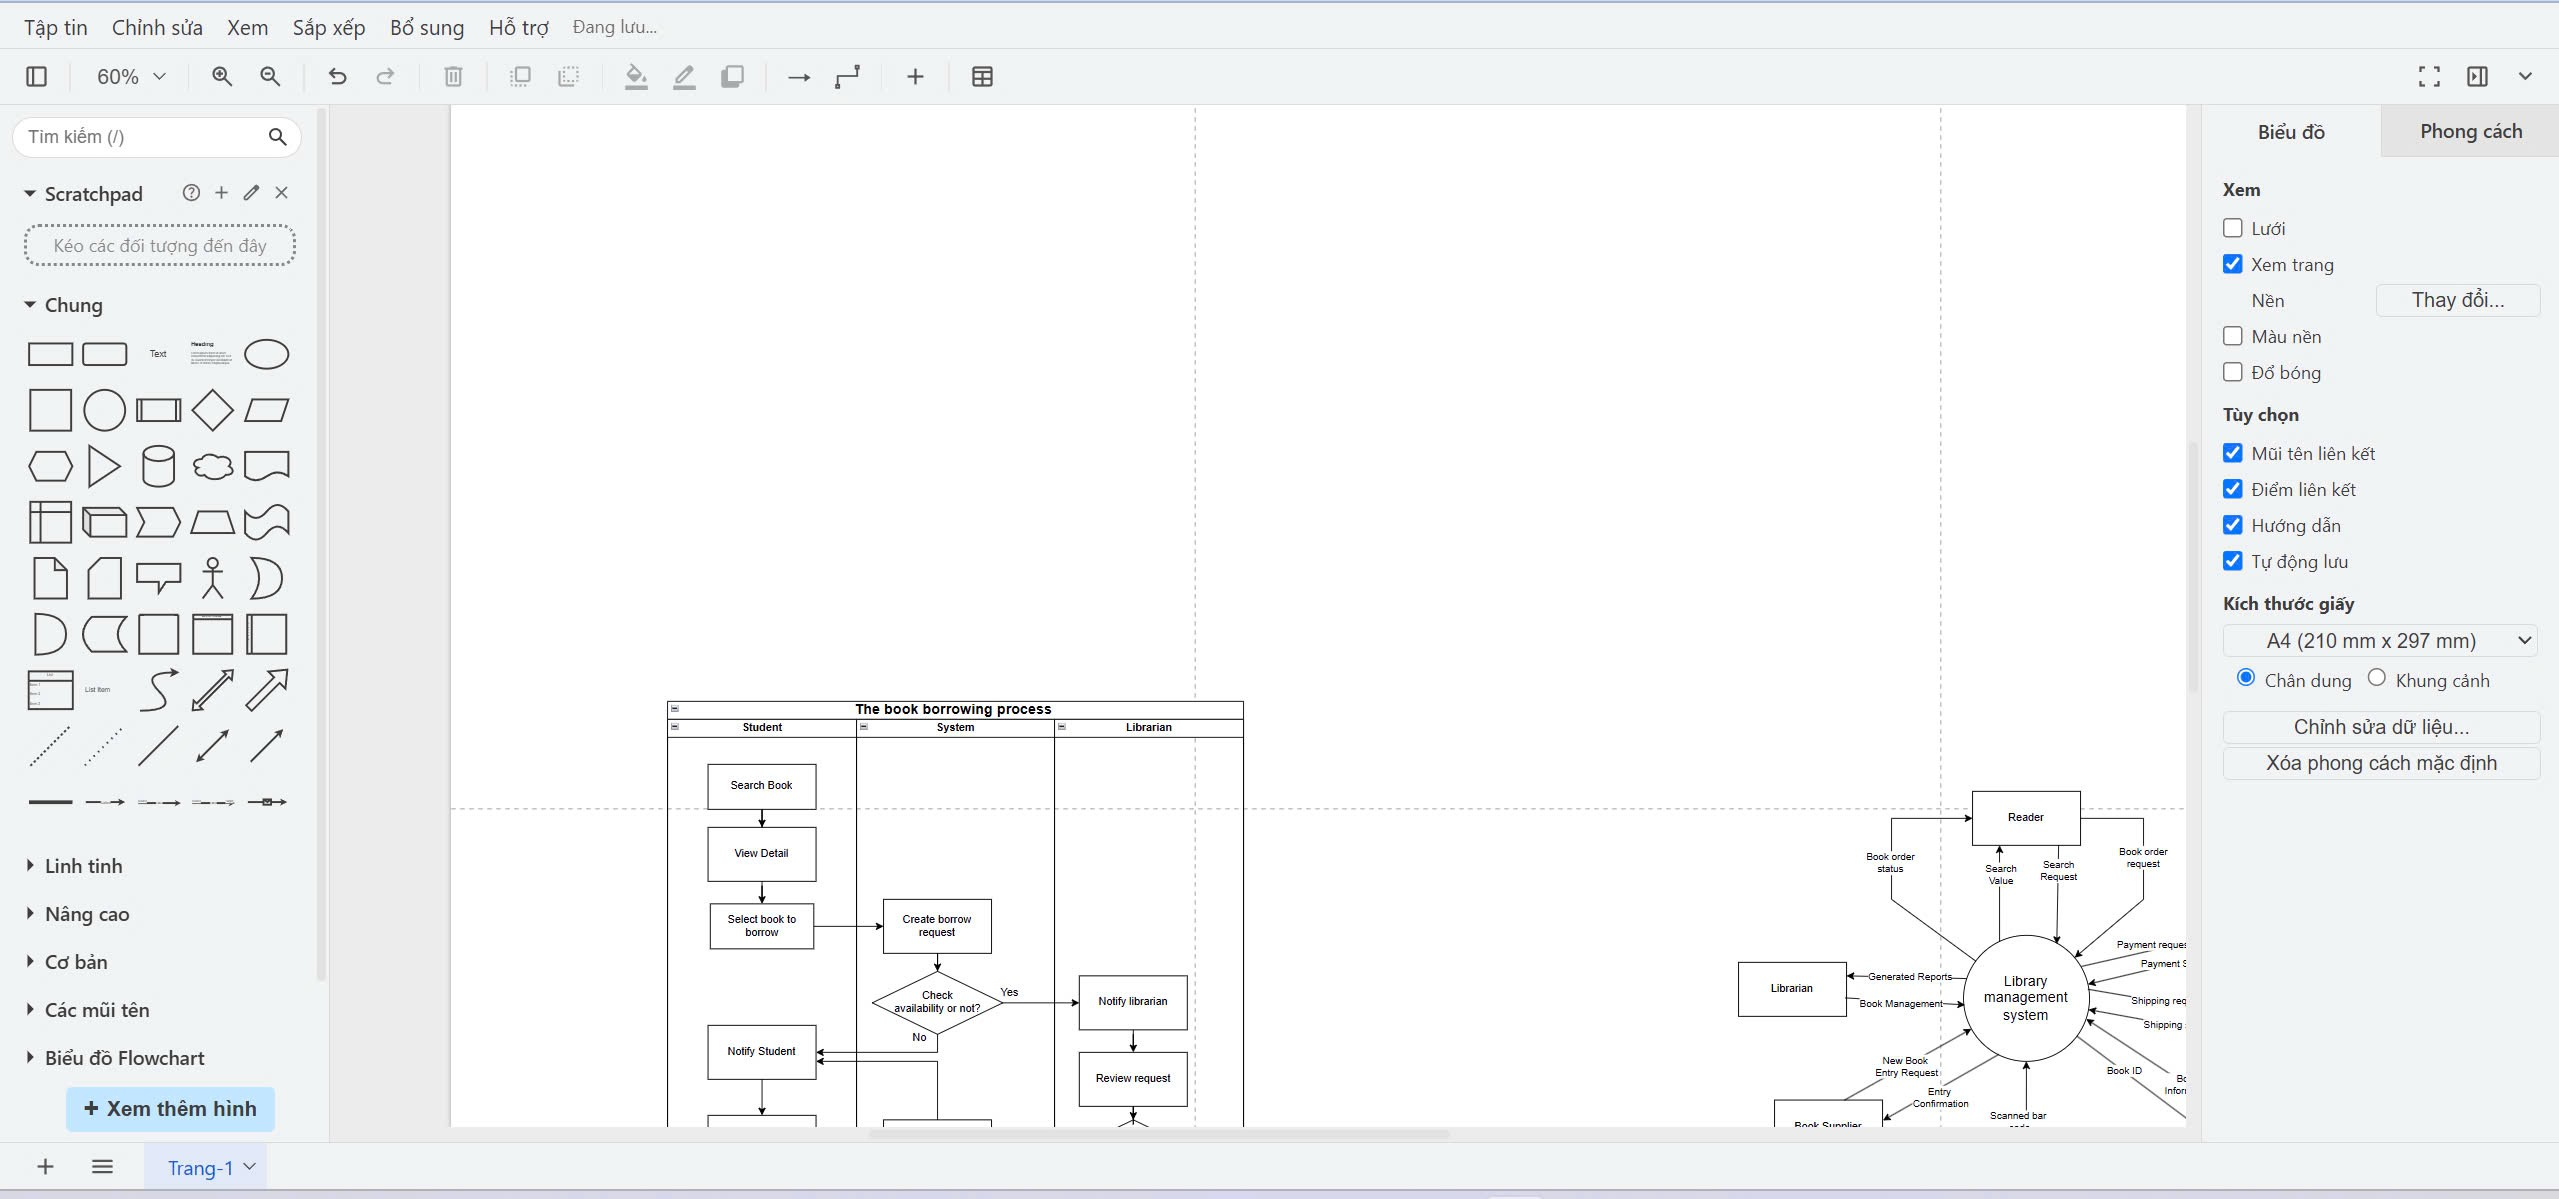 Tập tin Chỉnh sửa Xem Sắp xếp Bổ sung Hỗ trợ Đang lưu...
60%
Tìm kiếm (/)
Scratchpad
Kéo các đối tượng đến đây
Chung
Text
Heading
List Item
Linh tinh
Nâng cao
Cơ bản
Các mũi tên
Biểu đồ Flowchart
+ Xem thêm hình
Trang-1
The book borrowing process
Student System Librarian
Search Book
View Detail
Select book to
borrow
Create borrow
request
Check
availability or not?
Yes
No
Notify librarian
Notify Student
Review request
Reader
Book order
status
Search
Value
Search
Request
Book order
request
Payment reques
Payment S
Librarian
Generated Reports
Book Management
Library
management
system
Shipping req
Shipping
New Book
Entry Request
Entry
Confirmation
Book ID
Bo
Infor
Scanned bar
Book Supplier
Biểu đồ Phong cách
Xem
Lưới
Xem trang
Nền Thay đổi...
Màu nền
Đổ bóng
Tùy chọn
Mũi tên liên kết
Điểm liên kết
Hướng dẫn
Tự động lưu
Kích thước giấy
A4 (210 mm x 297 mm)
Chân dung Khung cảnh
Chỉnh sửa dữ liệu...
Xóa phong cách mặc định